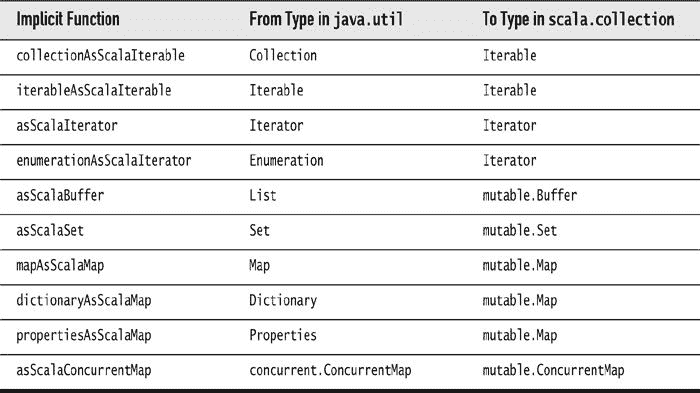 Implicit Function From Type in java.util To Type in scala.collection
collectionAsScalaIterable Collection Iterable
iterableAsScalaIterable Iterable Iterable
asScalaIterator Iterator Iterator
enumerationAsScalaIterator Enumeration Iterator
asScalaBuffer List mutable.Buffer
asScalaSet Set mutable.Set
mapAsScalaMap Map mutable.Map
dictionaryAsScalaMap Dictionary mutable.Map
propertiesAsScalaMap Properties mutable.Map
asScalaConcurrentMap concurrent.ConcurrentMap mutable.ConcurrentMap